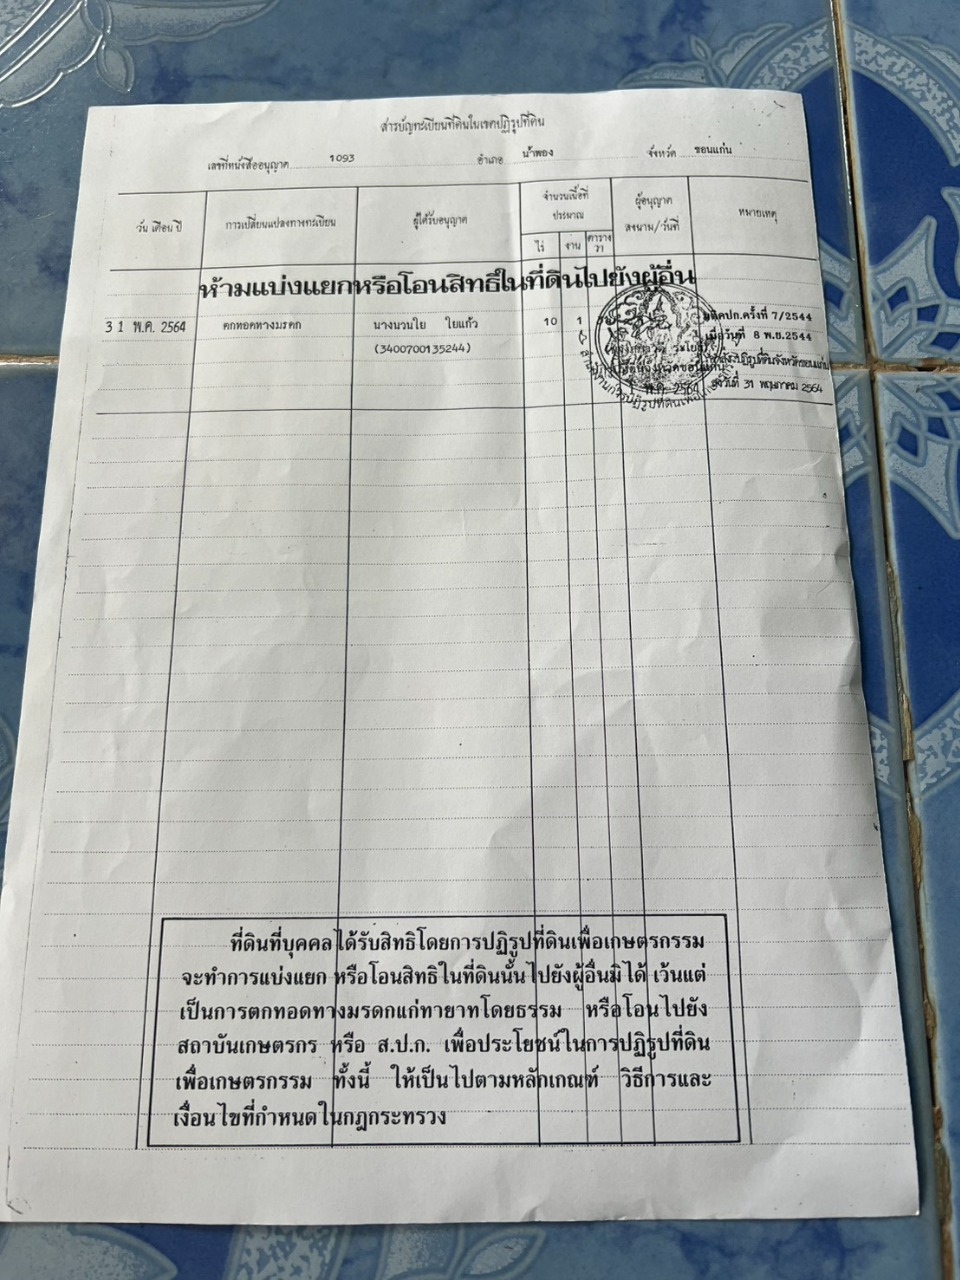 สารบัญทะเบียนที่ดินในเขตปฏิรูปที่ดิน
เลขที่หนังสืออนุญาต 1093 อำเภอ น้ำพอง จังหวัด ขอนแก่น
วัน เดือน ปี การเปลี่ยนแปลงทางทะเบียน ผู้ได้รับอนุญาต จำนวนเนื้อที่ ประมาณ ผู้อนุญาต ลงนาม/วันที่ หมายเหตุ
ไร่ งาน ตารางวา
ห้ามแบ่งแยกหรือโอนสิทธิในที่ดินไปยังผู้อื่น
31 พ.ค. 2564 ตกทอดทางมรดก นางนวนใย ใยแก้ว 10 1 มติคปก.ครั้งที่ 7/2544
เมื่อวันที่ 8 พ.ย.2544
(3400700135244) ปฏิรูปที่ดินจังหวัดขอนแก่น
พ.ค. 2564 ลงวันที่ 31 พฤษภาคม 2564
ที่ดินที่บุคคลได้รับสิทธิโดยการปฏิรูปที่ดินเพื่อเกษตรกรรม
จะทำการแบ่งแยก หรือโอนสิทธิในที่ดินนั้นไปยังผู้อื่นมิได้ เว้นแต่
เป็นการตกทอดทางมรดกแก่ทายาทโดยธรรม หรือโอนไปยัง
สถาบันเกษตรกร หรือ ส.ป.ก. เพื่อประโยชน์ในการปฏิรูปที่ดิน
เพื่อเกษตรกรรม ทั้งนี้ ให้เป็นไปตามหลักเกณฑ์ วิธีการและ
เงื่อนไขที่กำหนดในกฎกระทรวง